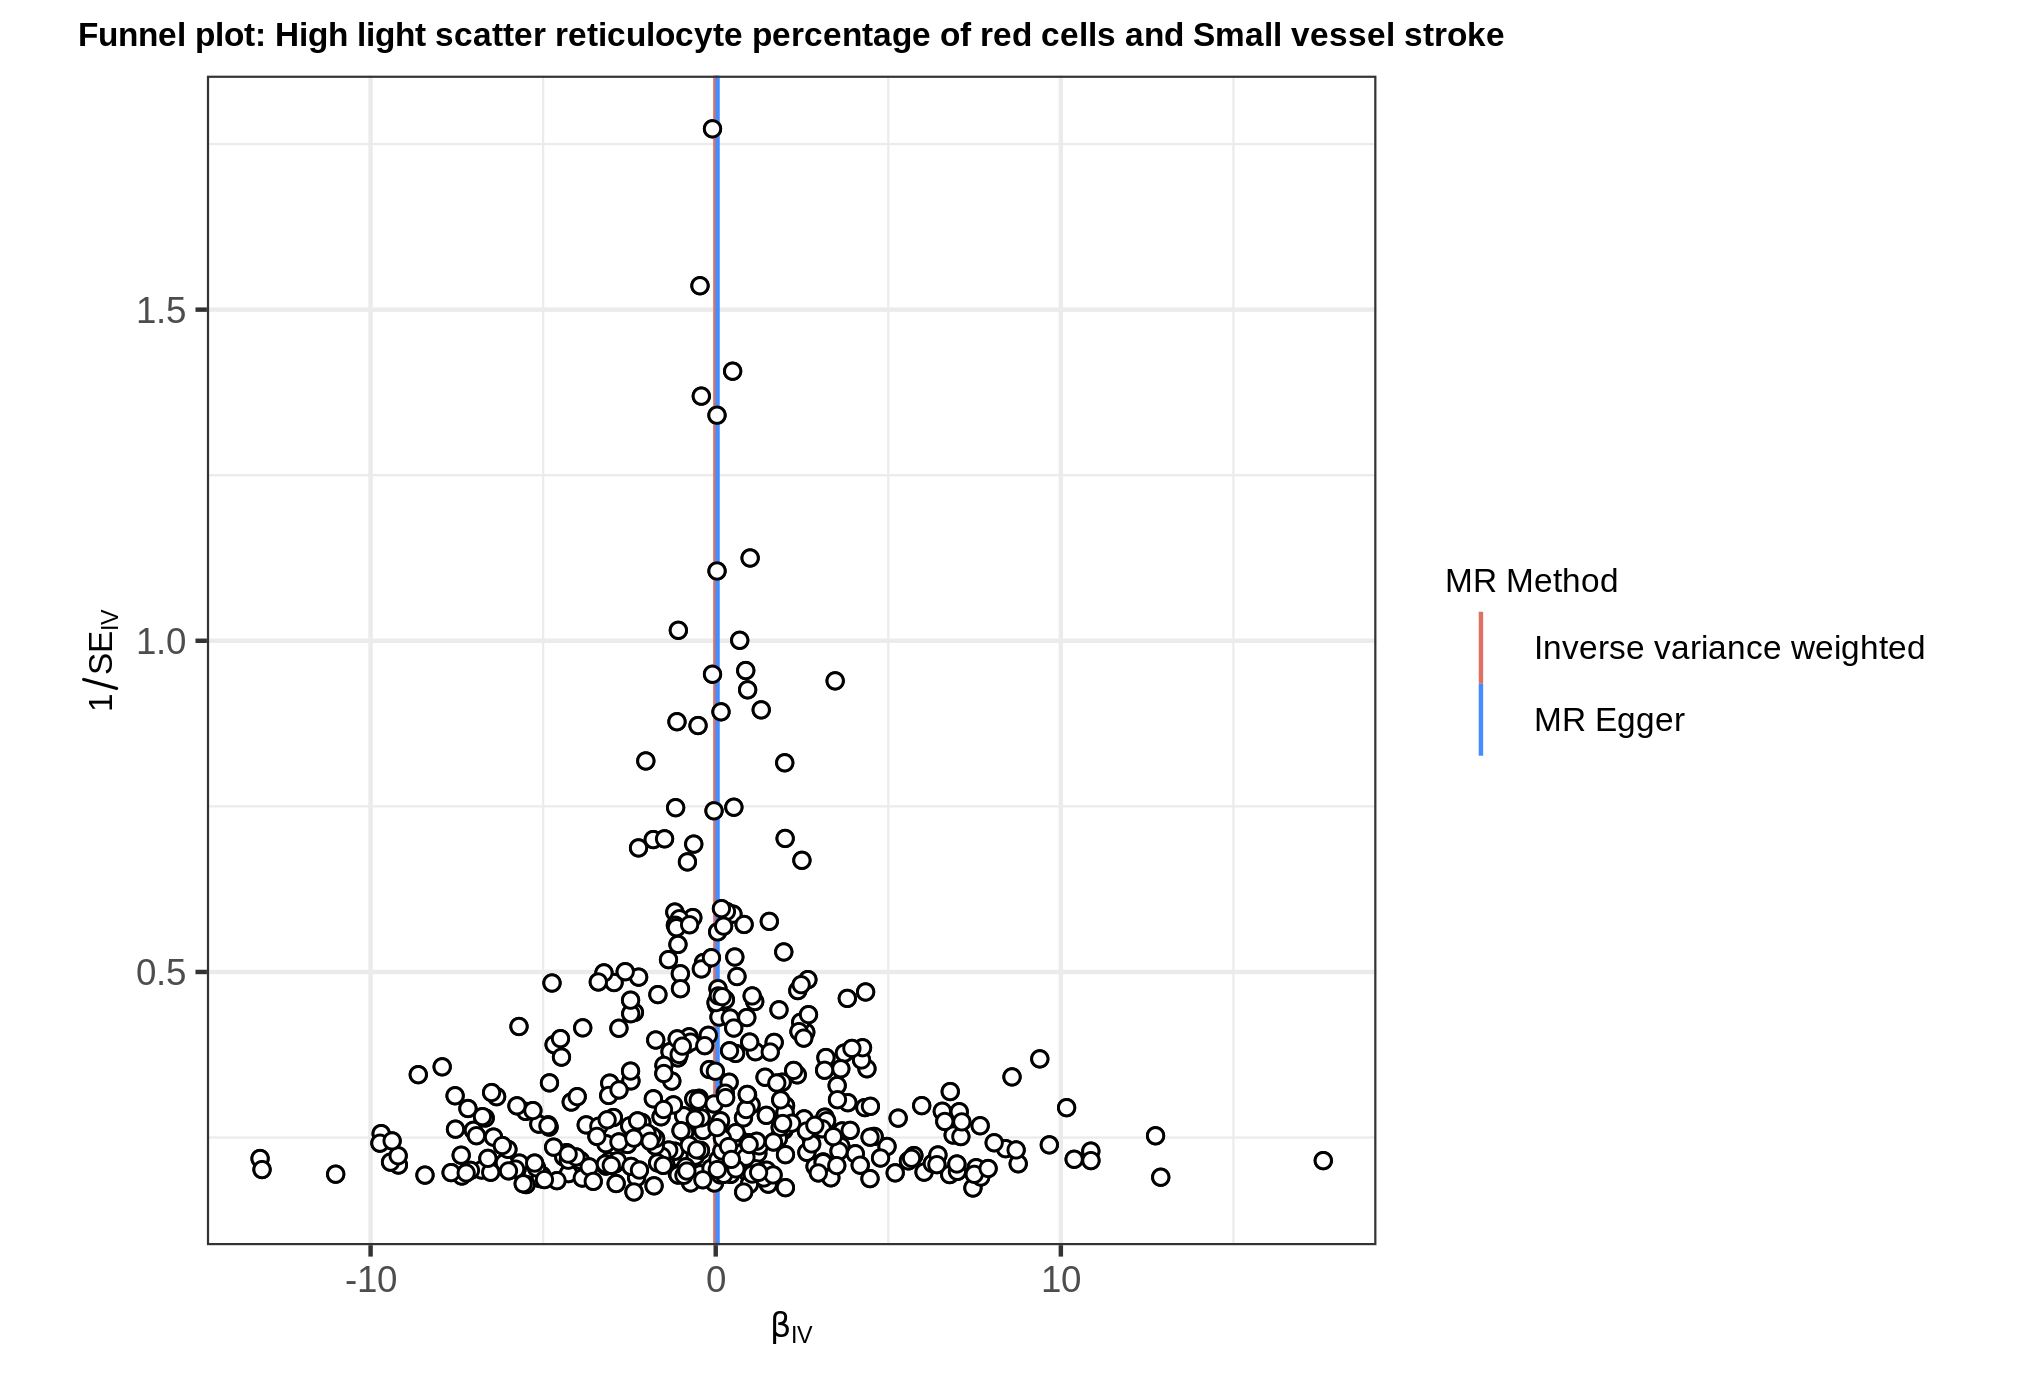 Funnel plot: High light scatter reticulocyte percentage of red cells and Small vessel stroke
1.5
1.0
0.5
1/SE_IV
-10
0
10
β_IV
MR Method
Inverse variance weighted
MR Egger